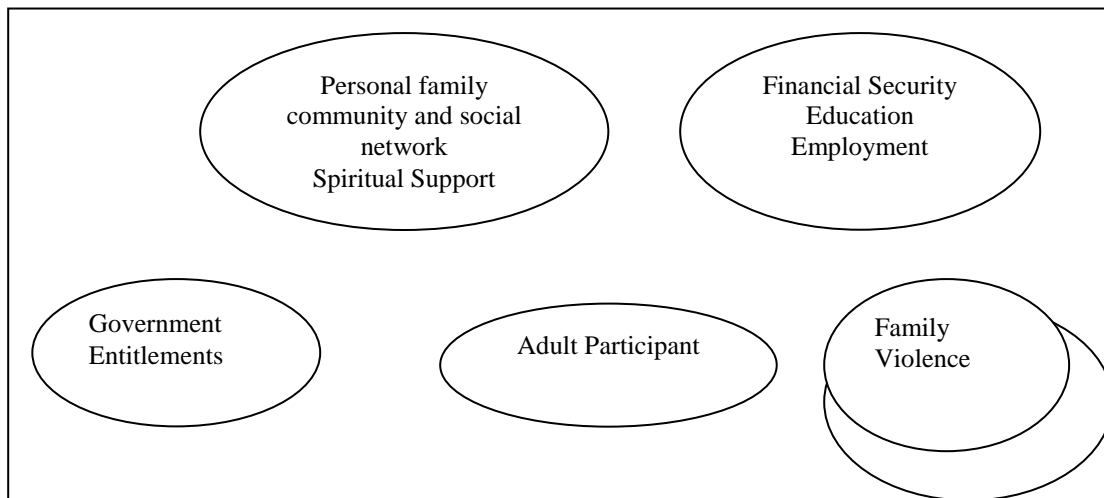 Personal family
community and social
network
Spiritual Support
Financial Security
Education
Employment
Government
Entitlements
Adult Participant
Family
Violence